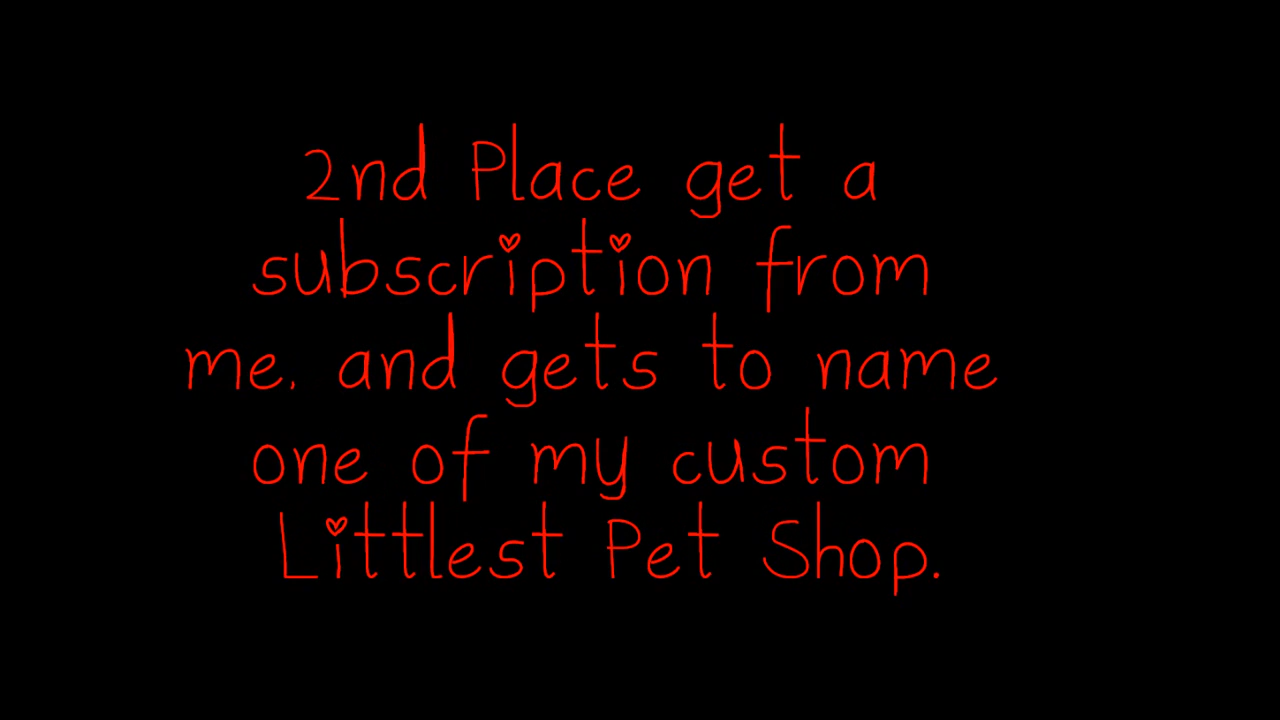 2nd Place get a
subscription from
me, and gets to name
one of my custom
Littlest Pet Shop.